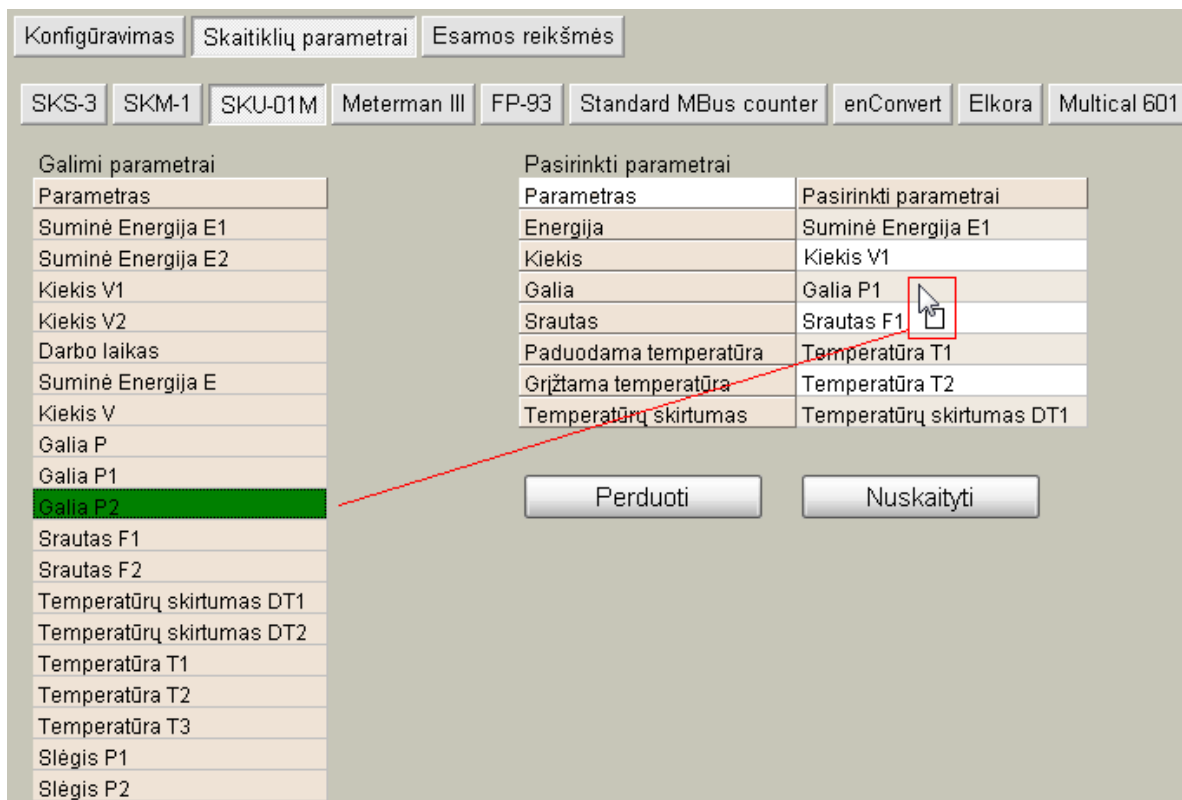 Konfigūravimas Skaitiklių parametrai Esamos reikšmės
SKS-3 SKM-1 SKU-01M Meterman III FP-93 Standard MBus counter enConvert Elkora Multical 601
Galimi parametrai
Parametras
Suminė Energija E1
Suminė Energija E2
Kiekis V1
Kiekis V2
Darbo laikas
Suminė Energija E
Kiekis V
Galia P
Galia P1
Galia P2
Srautas F1
Srautas F2
Temperatūrų skirtumas DT1
Temperatūrų skirtumas DT2
Temperatūra T1
Temperatūra T2
Temperatūra T3
Slėgis P1
Slėgis P2
Pasirinkti parametrai
Parametras Pasirinkti parametrai
Energija Suminė Energija E1
Kiekis Kiekis V1
Galia Galia P1
Srautas Srautas F1
Paduodama temperatūra Temperatūra T1
Grįžtama temperatūra Temperatūra T2
Temperatūrų skirtumas Temperatūrų skirtumas DT1
Perduoti Nuskaityti